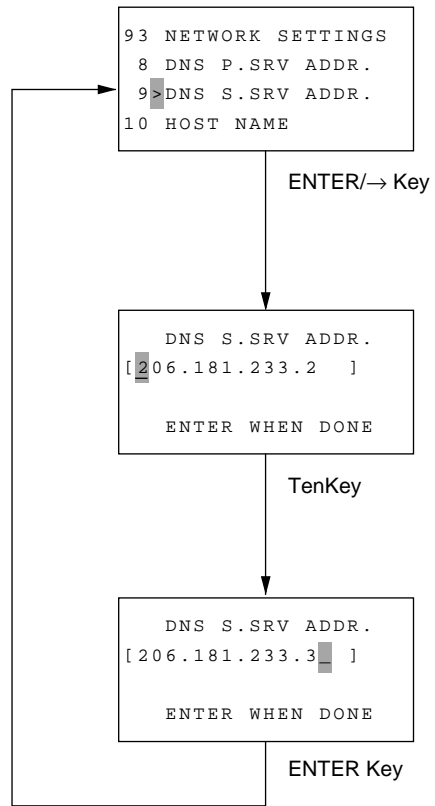 93 NETWORK SETTINGS
8 DNS P.SRV ADDR.
9>DNS S.SRV ADDR.
10 HOST NAME
ENTER/→ Key
DNS S.SRV ADDR.
[206.181.233.2 ]
ENTER WHEN DONE
TenKey
DNS S.SRV ADDR.
[206.181.233.3_ ]
ENTER WHEN DONE
ENTER Key